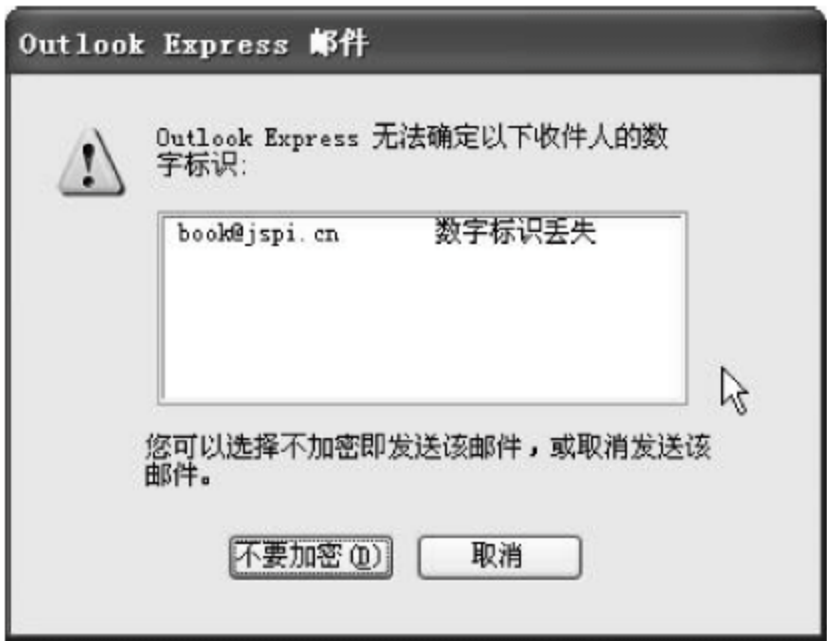 Outlook Express 邮件
Outlook Express 无法确定以下收件人的数
字标识:
book@jspi.cn 数字标识丢失
您可以选择不加密即发送该邮件，或取消发送该
邮件。
不要加密(D) 取消